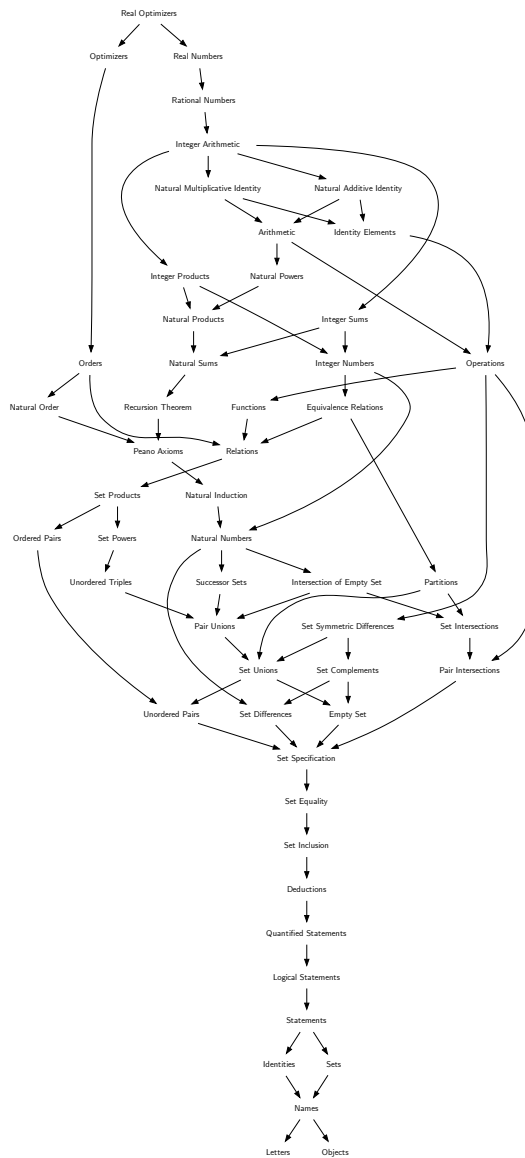 Real Optimizers
Optimizers Real Numbers
Rational Numbers
Integer Arithmetic
Natural Multiplicative Identity Natural Additive Identity
Arithmetic Identity Elements
Integer Products Natural Powers
Natural Products Integer Sums
Orders Natural Sums Integer Numbers Operations
Natural Order Recursion Theorem Functions Equivalence Relations
Peano Axioms Relations
Set Products Natural Induction
Ordered Pairs Set Powers Natural Numbers
Unordered Triples Successor Sets Intersection of Empty Set Partitions
Pair Unions Set Symmetric Differences Set Intersections
Set Unions Set Complements Pair Intersections
Unordered Pairs Set Differences Empty Set
Set Specification
Set Equality
Set Inclusion
Deductions
Quantified Statements
Logical Statements
Statements
Identities Sets
Names
Letters Objects